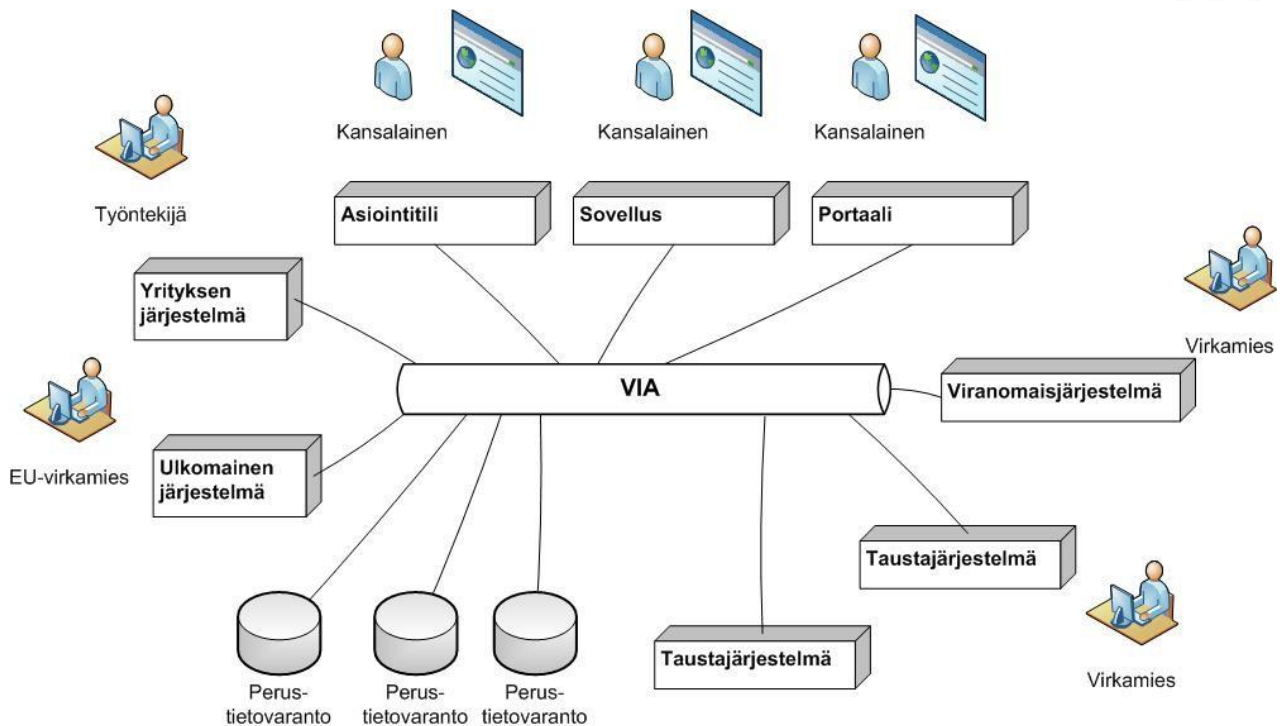 Kansalainen
Kansalainen
Kansalainen
Työntekijä
Asiointitili
Sovellus
Portaali
Yrityksen
järjestelmä
Virkamies
VIA
Viranomaisjärjestelmä
EU-virkamies
Ulkomainen
järjestelmä
Taustajärjestelmä
Taustajärjestelmä
Virkamies
Perus-
tietovaranto
Perus-
tietovaranto
Perus-
tietovaranto